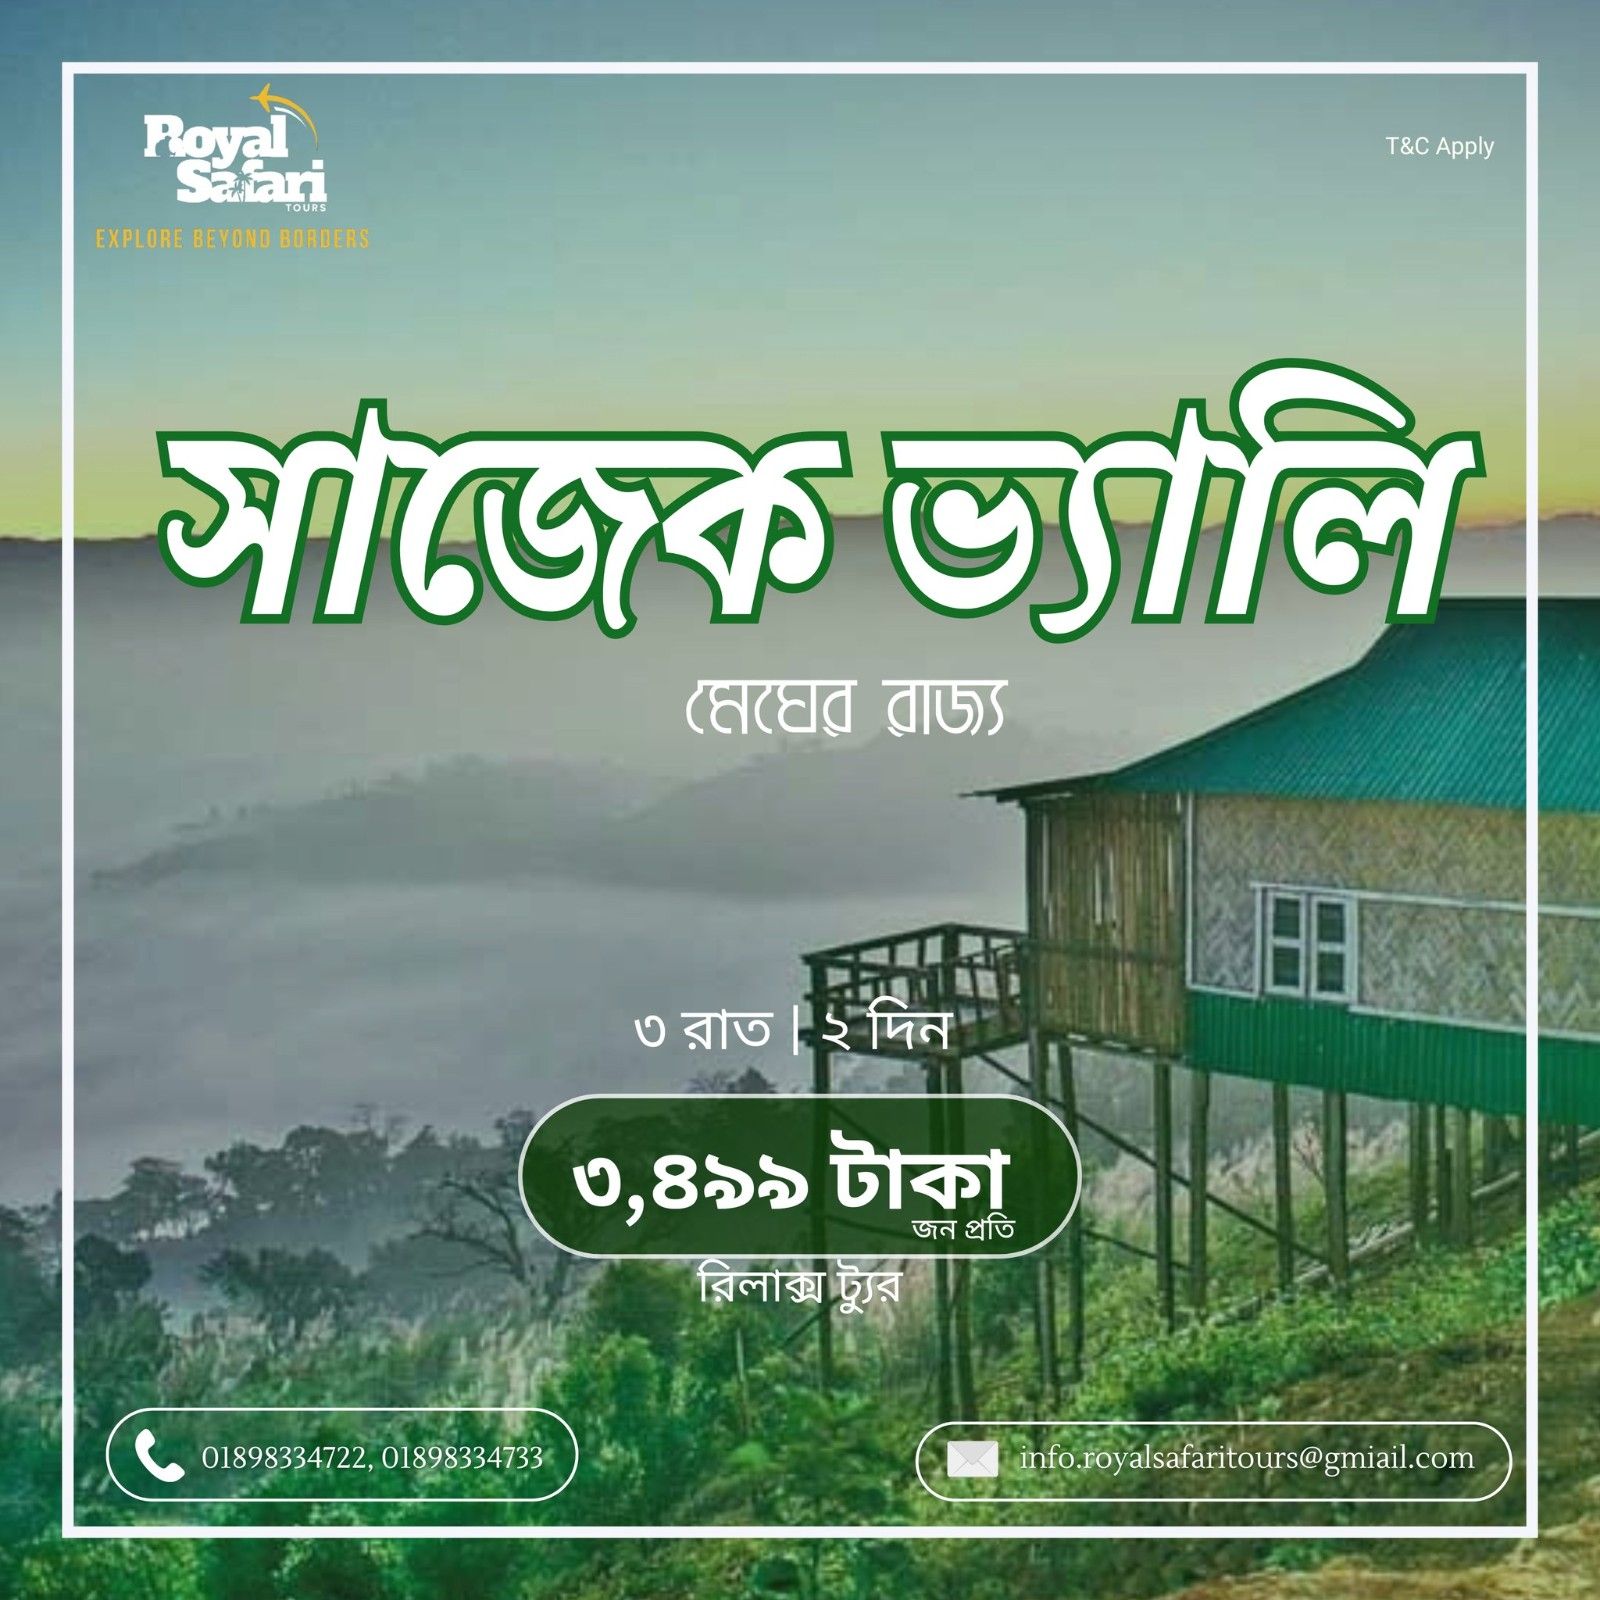 Royal
Safari
TOURS
EXPLORE BEYOND BORDERS
T&C Apply
সাজেক ভ্যালি
মেঘের রাজ্য
৩ রাত | ২ দিন
৩,৪৯৯ টাকা
জন প্রতি
রিলাক্স ট্যুর
01898334722, 01898334733
info.royalsafaritours@gmiail.com